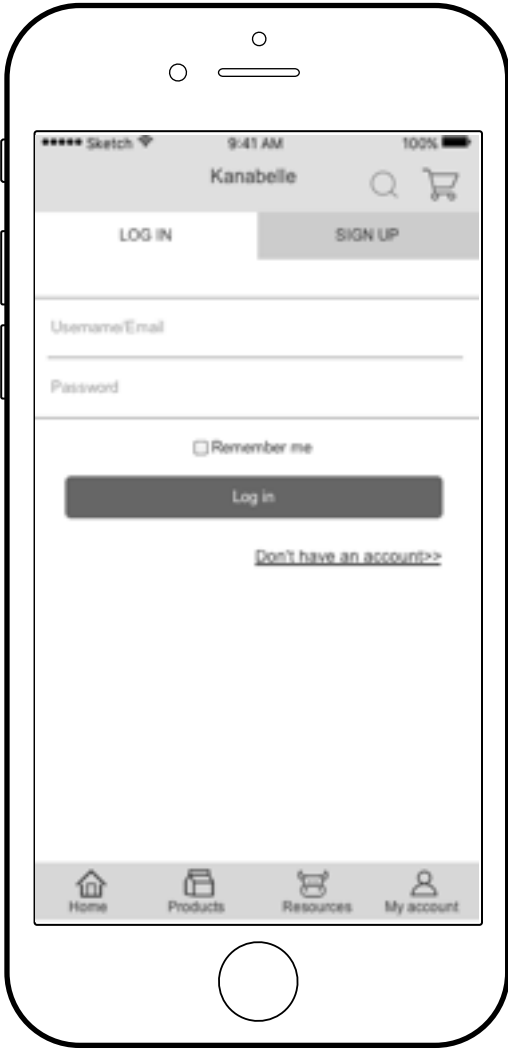 Sketch 9:41 AM 100%
Kanabelle
LOG IN SIGN UP
Username/Email
Password
Remember me
Log in
Don't have an account>>
Home Products Resources My account